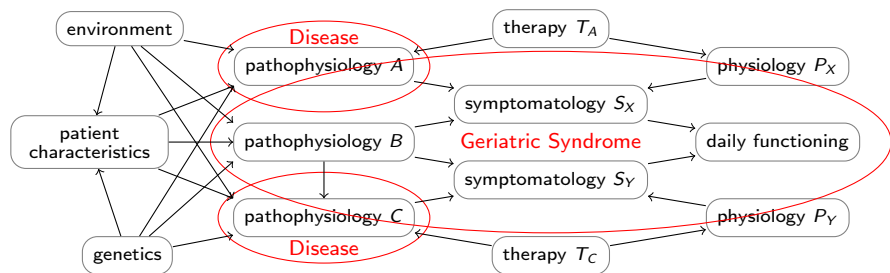 environment
Disease
therapy T_A
pathophysiology A
physiology P_X
symptomatology S_X
patient
characteristics
pathophysiology B
Geriatric Syndrome
daily functioning
symptomatology S_Y
pathophysiology C
physiology P_Y
genetics
Disease
therapy T_C